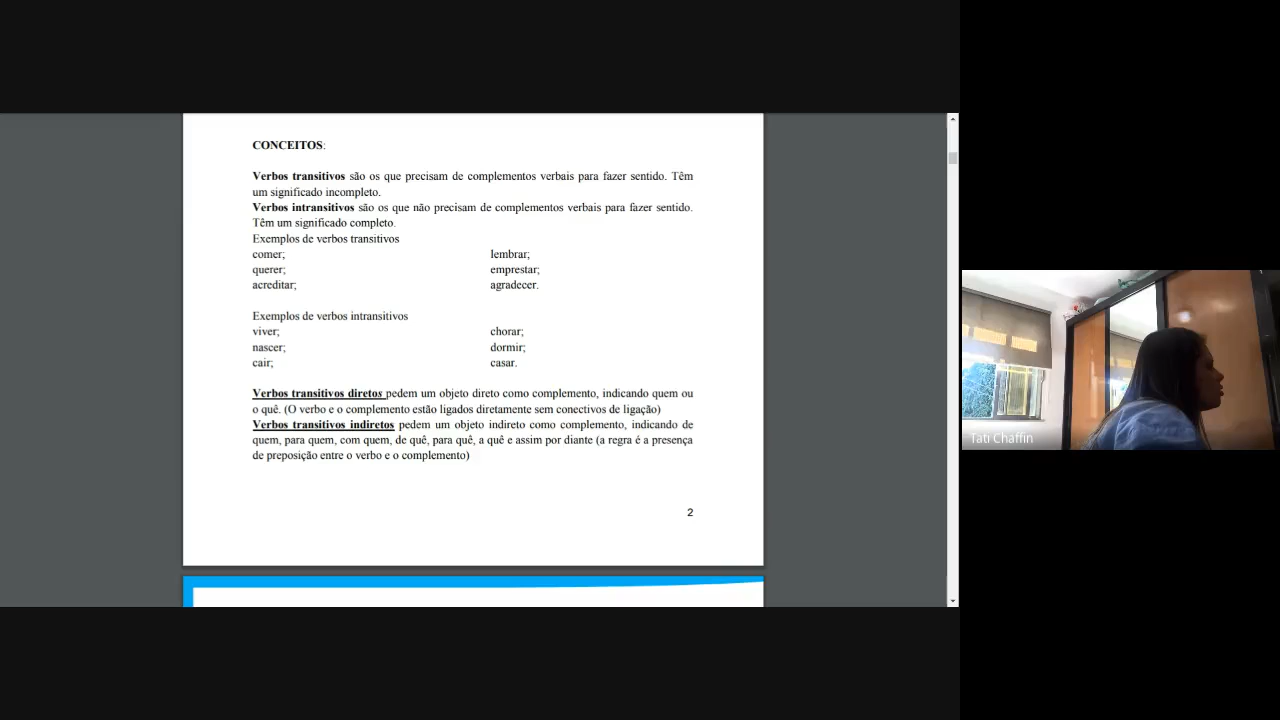 CONCEITOS:
Verbos transitivos são os que precisam de complementos verbais para fazer sentido. Têm
um significado incompleto.
Verbos intransitivos são os que não precisam de complementos verbais para fazer sentido.
Têm um significado completo.
Exemplos de verbos transitivos
comer; lembrar;
querer; emprestar;
acreditar; agradecer.
Exemplos de verbos intransitivos
viver; chorar;
nascer; dormir;
cair; casar.
Verbos transitivos diretos pedem um objeto direto como complemento, indicando quem ou
o quê. (O verbo e o complemento estão ligados diretamente sem conectivos de ligação)
Verbos transitivos indiretos pedem um objeto indireto como complemento, indicando de
quem, para quem, com quem, de quê, para quê, a quê e assim por diante (a regra é a presença
de preposição entre o verbo e o complemento)
2
Tati Chaffin